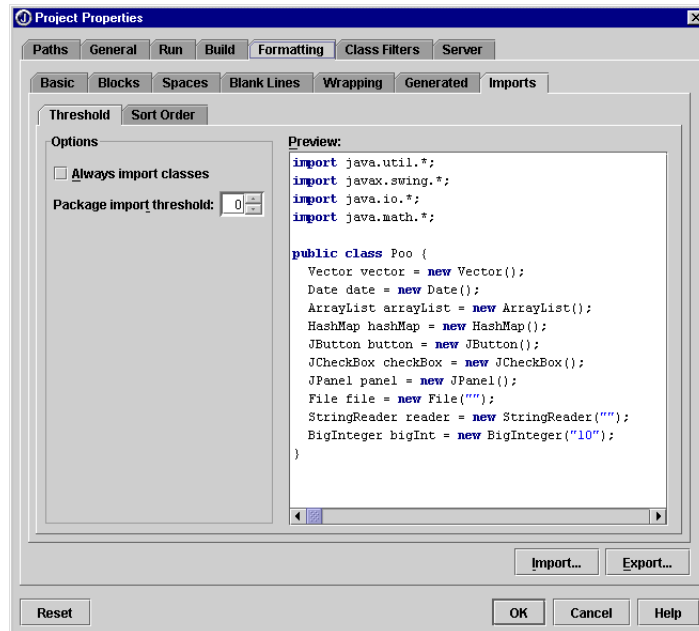 Project Properties
Paths General Run Build Formatting Class Filters Server
Basic Blocks Spaces Blank Lines Wrapping Generated Imports
Threshold Sort Order
Options
Always import classes
Package import threshold: 0
Preview:
import java.util.*;
import javax.swing.*;
import java.io.*;
import java.math.*;
public class Poo {
Vector vector = new Vector();
Date date = new Date();
ArrayList arrayList = new ArrayList();
HashMap hashMap = new HashMap();
JButton button = new JButton();
JCheckBox checkBox = new JCheckBox();
JPanel panel = new JPanel();
File file = new File("");
StringReader reader = new StringReader("");
BigInteger bigInt = new BigInteger("10");
}
Import... Export...
Reset OK Cancel Help